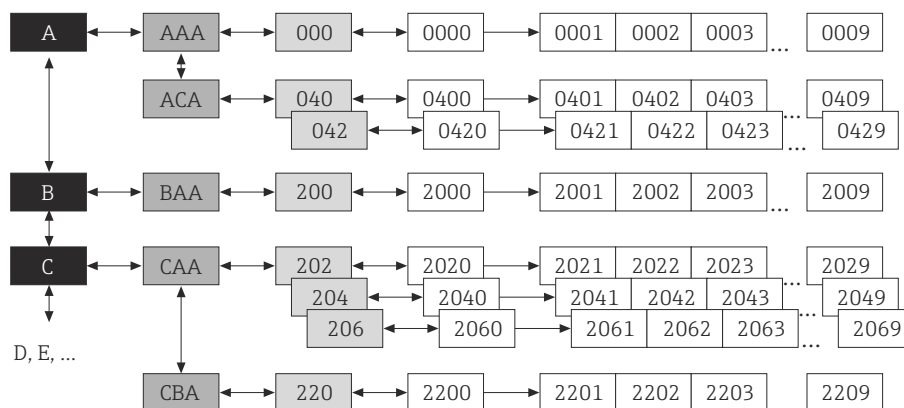 A AAA 000 0000 0001 0002 0003 ... 0009
ACA 040 0400 0401 0402 0403 ... 0409
042 0420 0421 0422 0423 ... 0429
B BAA 200 2000 2001 2002 2003 ... 2009
C CAA 202 2020 2021 2022 2023 ... 2029
204 2040 2041 2042 2043 ... 2049
206 2060 2061 2062 2063 ... 2069
D, E, ...
CBA 220 2200 2201 2202 2203 ... 2209